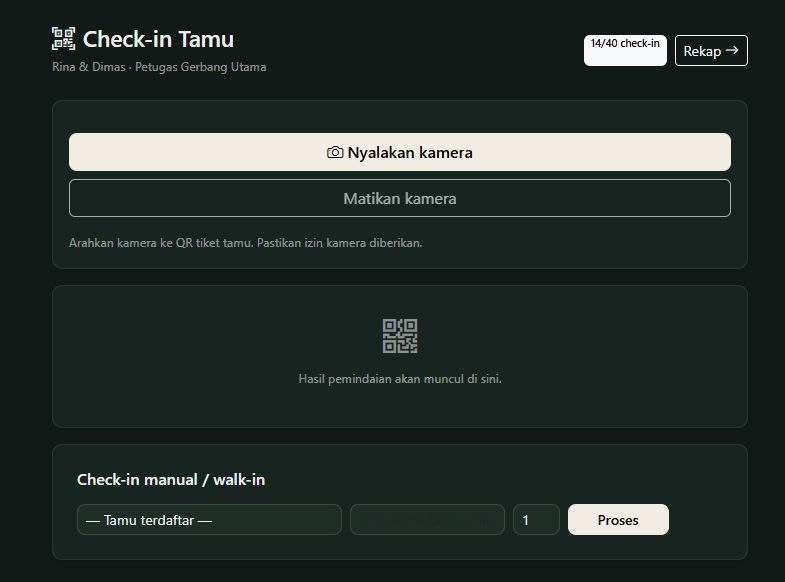 Check-in Tamu
Rina & Dimas · Petugas Gerbang Utama
14/40 check-in
Rekap →
Nyalakan kamera
Matikan kamera
Arahkan kamera ke QR tiket tamu. Pastikan izin kamera diberikan.
Hasil pemindaian akan muncul di sini.
Check-in manual / walk-in
— Tamu terdaftar —
1
Proses